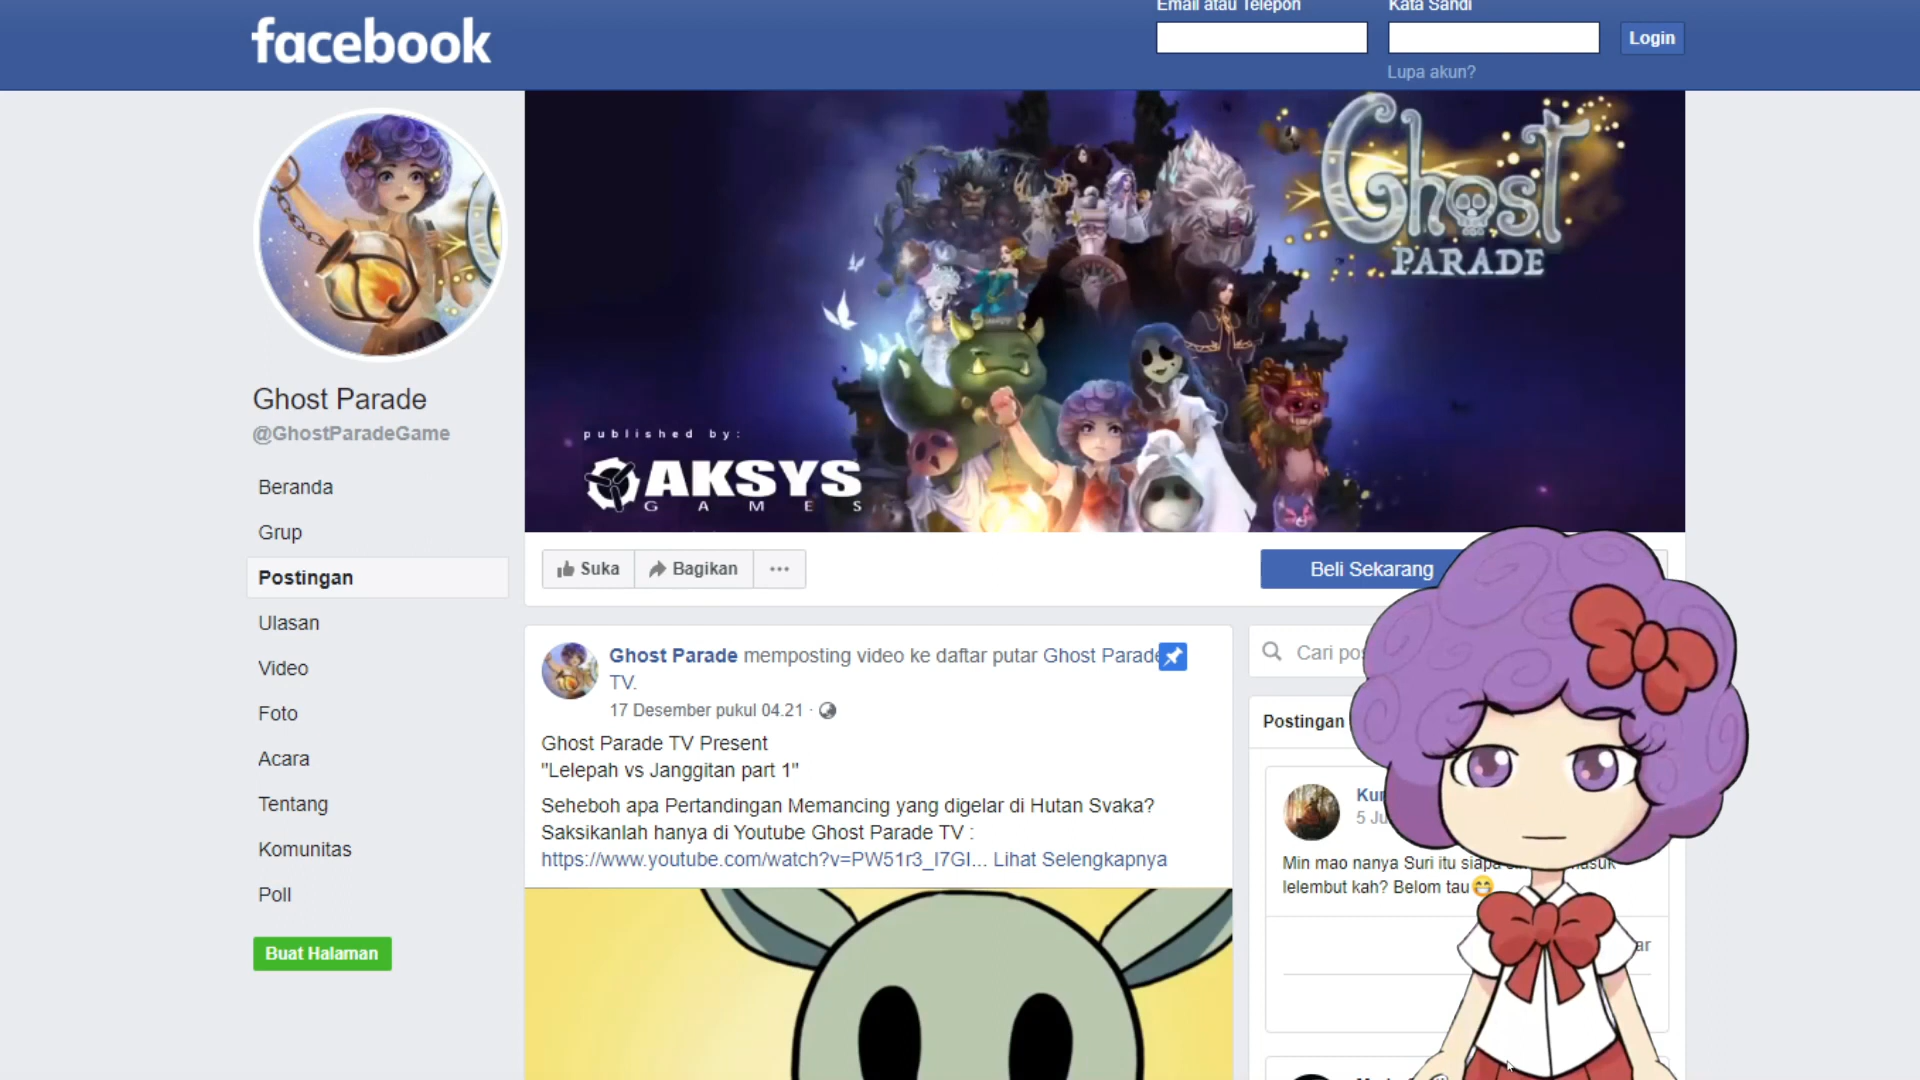 facebook
Email atau Telepon
Kata Sandi
Login
Lupa akun?
Ghost
PARADE
published by:
AKSYS
GAMES
Ghost Parade
@GhostParadeGame
Beranda
Grup
Postingan
Ulasan
Video
Foto
Acara
Tentang
Komunitas
Poll
Buat Halaman
Suka
Bagikan
Beli Sekarang
Ghost Parade memposting video ke daftar putar Ghost Parade
TV.
17 Desember pukul 04.21 ·
Ghost Parade TV Present
"Lelepah vs Janggitan part 1"
Seheboh apa Pertandingan Memancing yang digelar di Hutan Svaka?
Saksikanlah hanya di Youtube Ghost Parade TV :
https://www.youtube.com/watch?v=PW51r3_I7GI... Lihat Selengkapnya
Cari
Postingan
Min mao nanya Suri itu
lelembut kah? Belom tau